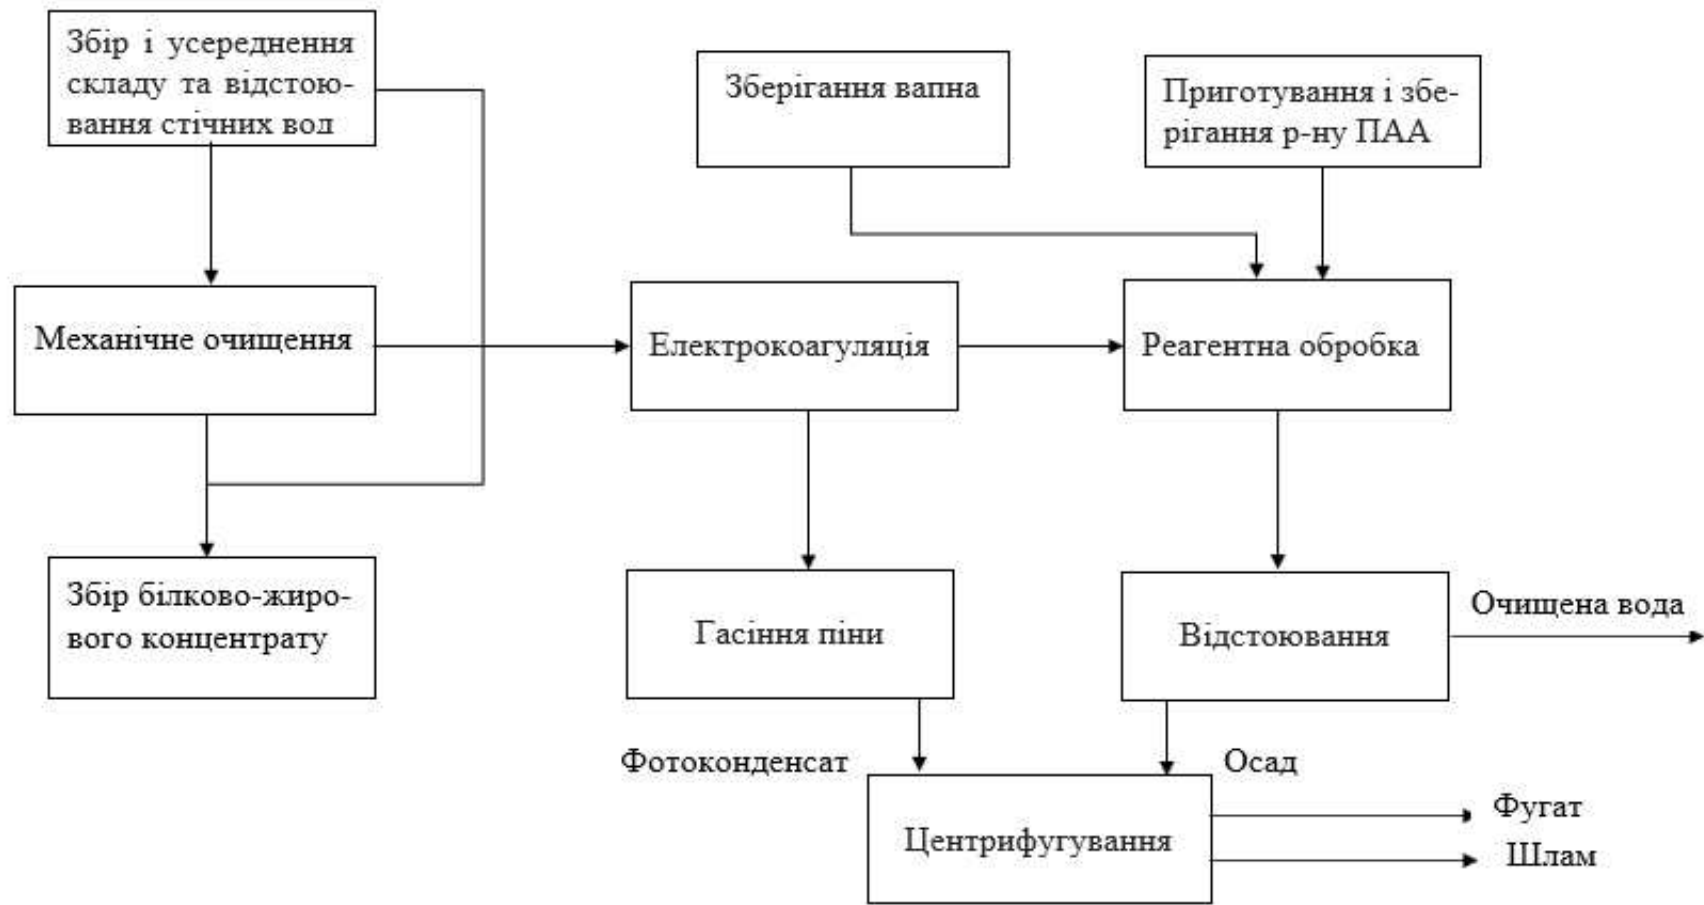 Збір і усереднення
складу та відстою-
вання стічних вод
Зберігання вапна
Приготування і збе-
рігання р-ну ПАА
Механічне очищення
Електрокоагуляція
Реагентна обробка
Збір білково-жиро-
вого концентрату
Гасіння піни
Відстоювання
Очищена вода
Фотоконденсат
Осад
Центрифугування
Фугат
Шлам